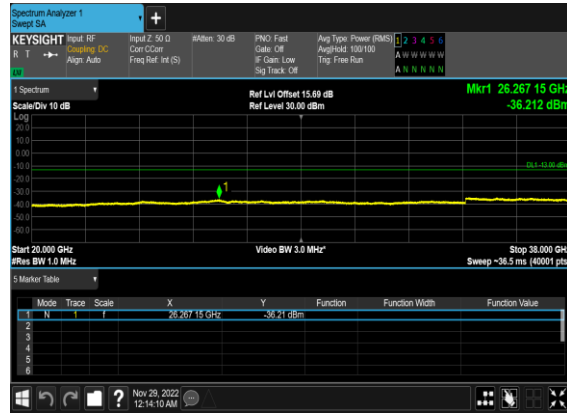 Spectrum Analyzer 1
Swept SA
+
KEYSIGHT Input: RF Input Z: 50 Ω #Atten: 30 dB PNO: Fast Avg Type: Power (RMS) 1 2 3 4 5 6
R T Coupling: DC Corr CCorr Gate: Off Avg|Hold: 100/100 A W W W W W
Align: Auto Freq Ref: Int (S) IF Gain: Low Trig: Free Run
LW Sig Track: Off A N N N N N
1 Spectrum Ref Lvl Offset 15.69 dB Mkr1 26.267 15 GHz
Scale/Div 10 dB Ref Level 30.00 dBm -36.212 dBm
Log
20.0
10.0
0.00
-10.0
DL1 -13.00 dBm
-20.0
-30.0
1
-40.0
-50.0
-60.0
Start 20.000 GHz Video BW 3.0 MHz* Stop 38.000 GHz
#Res BW 1.0 MHz Sweep ~36.5 ms (40001 pts)
5 Marker Table
Mode Trace Scale X Y Function Function Width Function Value
1 N 1 f 26.267 15 GHz -36.21 dBm
2
3
4
5
6
? Nov 29, 2022
12:14:10 AM